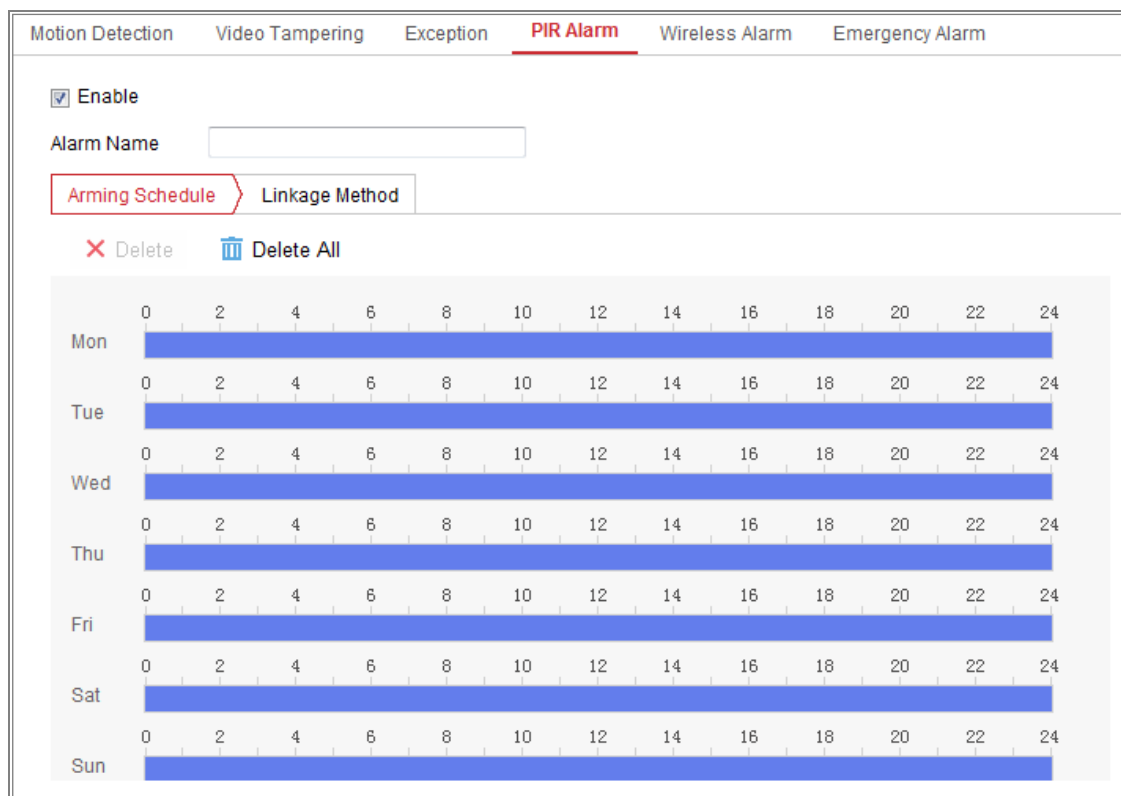 Motion Detection Video Tampering Exception PIR Alarm Wireless Alarm Emergency Alarm
Enable
Alarm Name
Arming Schedule Linkage Method
Delete Delete All
0 2 4 6 8 10 12 14 16 18 20 22 24
Mon
0 2 4 6 8 10 12 14 16 18 20 22 24
Tue
0 2 4 6 8 10 12 14 16 18 20 22 24
Wed
0 2 4 6 8 10 12 14 16 18 20 22 24
Thu
0 2 4 6 8 10 12 14 16 18 20 22 24
Fri
0 2 4 6 8 10 12 14 16 18 20 22 24
Sat
0 2 4 6 8 10 12 14 16 18 20 22 24
Sun